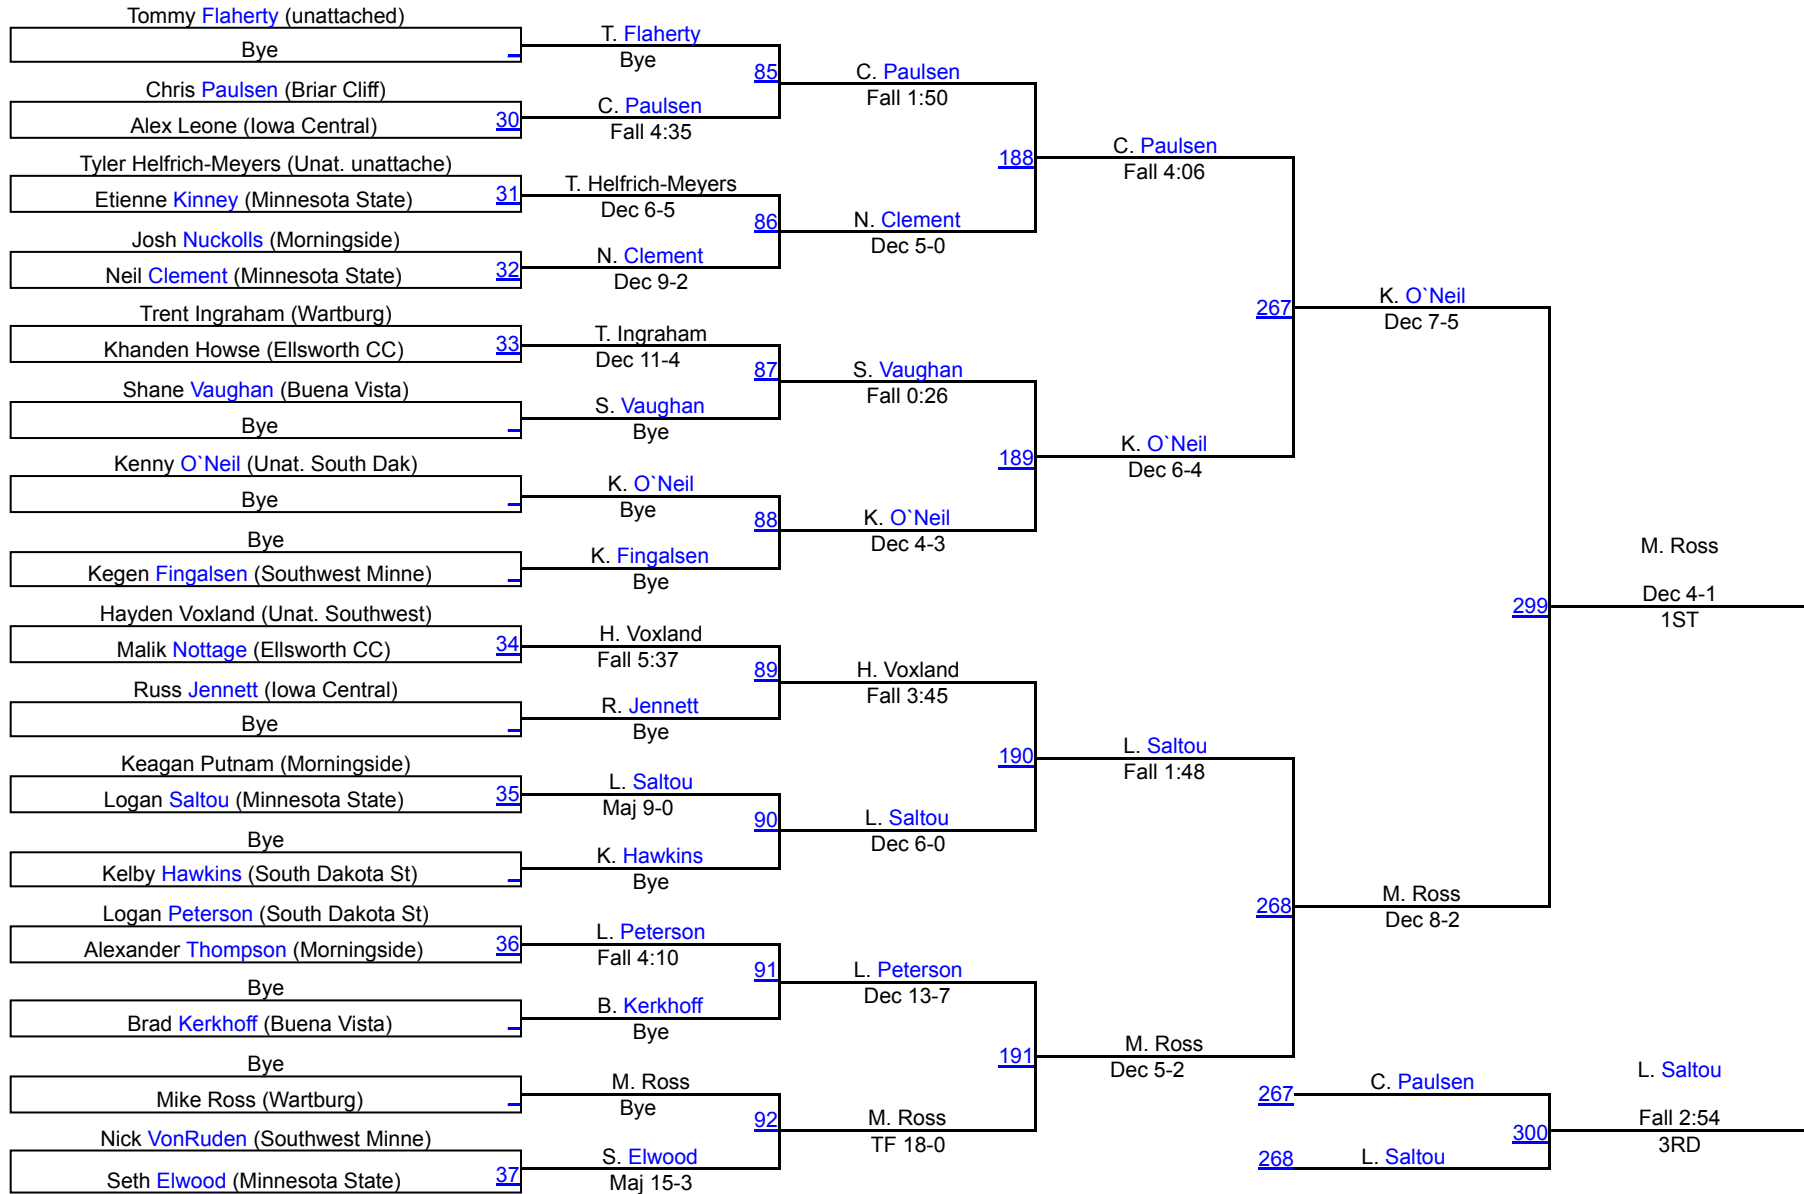 Tommy Flaherty (unattached)
Bye
Chris Paulsen (Briar Cliff)
Alex Leone (Iowa Central) 30
Tyler Helfrich-Meyers (Unat. unattache)
Etienne Kinney (Minnesota State) 31
Josh Nuckolls (Morningside)
Neil Clement (Minnesota State) 32
Trent Ingraham (Wartburg)
Khanden Howse (Ellsworth CC) 33
Shane Vaughan (Buena Vista)
Bye
Kenny O`Neil (Unat. South Dak)
Bye
Bye
Kegen Fingalsen (Southwest Minne)
Hayden Voxland (Unat. Southwest)
Malik Nottage (Ellsworth CC) 34
Russ Jennett (Iowa Central)
Bye
Keagan Putnam (Morningside)
Logan Saltou (Minnesota State) 35
Bye
Kelby Hawkins (South Dakota St)
Logan Peterson (South Dakota St)
Alexander Thompson (Morningside) 36
Bye
Brad Kerkhoff (Buena Vista)
Bye
Mike Ross (Wartburg)
Nick VonRuden (Southwest Minne)
Seth Elwood (Minnesota State) 37
T. Flaherty
Bye
85
C. Paulsen
Fall 4:35
T. Helfrich-Meyers
Dec 6-5
86
N. Clement
Dec 9-2
T. Ingraham
Dec 11-4
87
S. Vaughan
Bye
K. O`Neil
Bye
88
K. Fingalsen
Bye
H. Voxland
Fall 5:37
89
R. Jennett
Bye
L. Saltou
Maj 9-0
90
K. Hawkins
Bye
L. Peterson
Fall 4:10
91
B. Kerkhoff
Bye
M. Ross
Bye
92
S. Elwood
Maj 15-3
C. Paulsen
Fall 1:50
188
N. Clement
Dec 5-0
S. Vaughan
Fall 0:26
189
K. O`Neil
Dec 4-3
H. Voxland
Fall 3:45
190
L. Saltou
Dec 6-0
L. Peterson
Dec 13-7
191
M. Ross
TF 18-0
C. Paulsen
Fall 4:06
267
K. O`Neil
Dec 6-4
L. Saltou
Fall 1:48
268
M. Ross
Dec 5-2
K. O`Neil
Dec 7-5
299
M. Ross
Dec 8-2
M. Ross
Dec 4-1
1ST
267
C. Paulsen
300
268
L. Saltou
L. Saltou
Fall 2:54
3RD